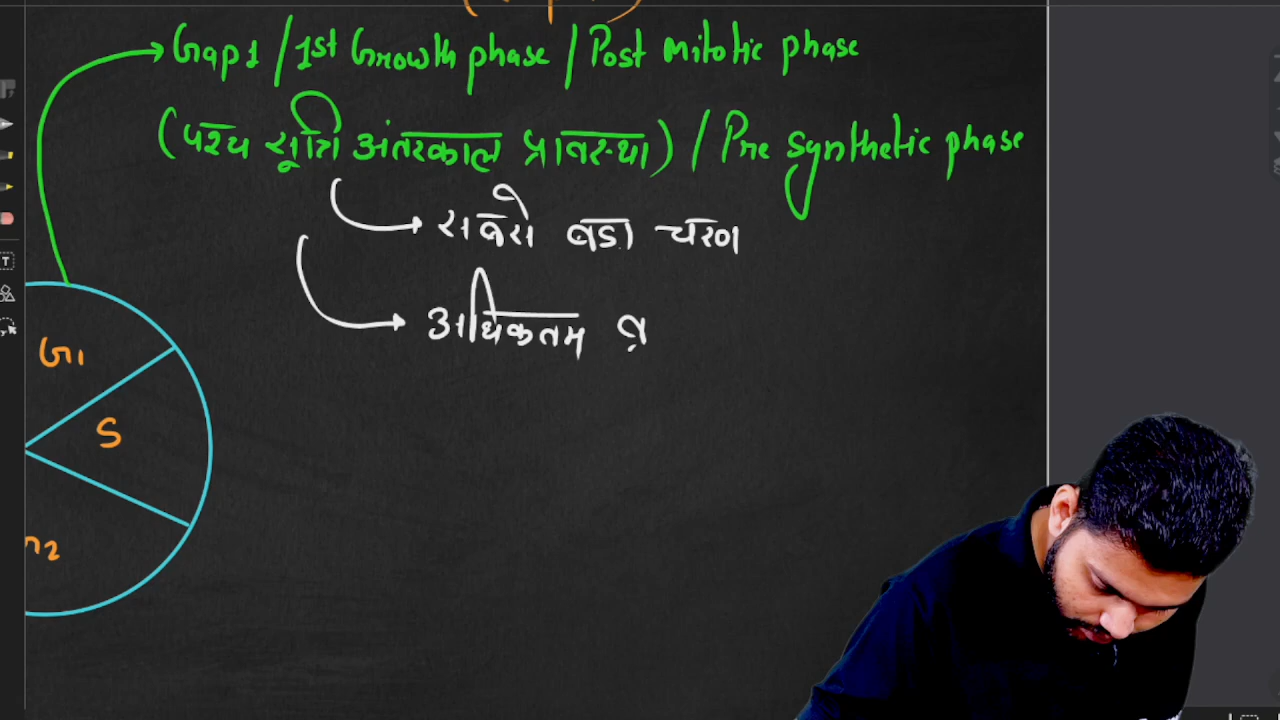 Gap1 / 1st Growth phase / Post mitotic phase
(पश्य सूत्रि अंतरकाल प्रावस्था) / Pre synthetic phase
सबसे बडा चरण
अधिकतम
G1
S